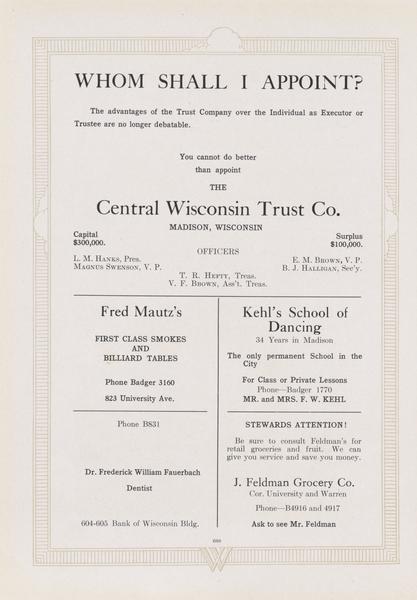 WHOM SHALL I APPOINT?
The advantages of the Trust Company over the Individual as Executor or
Trustee are no longer debatable.
You cannot do better
than appoint
THE
Central Wisconsin Trust Co.
MADISON, WISCONSIN
Capital
$300,000.
Surplus
$100,000.
OFFICERS
L. M. HANKS, Pres.
MAGNUS SWENSON, V. P.
E. M. BROWN, V. P.
B. J. HALLIGAN, Sec'y.
T. R. HEFTY, Treas.
V. F. BROWN, Ass't. Treas.
Fred Mautz's
FIRST CLASS SMOKES
AND
BILLIARD TABLES
Phone Badger 3160
823 University Ave.
Kehl's School of
Dancing
34 Years in Madison
The only permanent School in the
City
For Class or Private Lessons
Phone—Badger 1770
MR. and MRS. F. W. KEHL
Phone B831
Dr. Frederick William Fauerbach
Dentist
604-605 Bank of Wisconsin Bldg.
STEWARDS ATTENTION!
Be sure to consult Feldman's for
retail groceries and fruit. We can
give you service and save you money.
J. Feldman Grocery Co.
Cor. University and Warren
Phone—B4916 and 4917
Ask to see Mr. Feldman
W